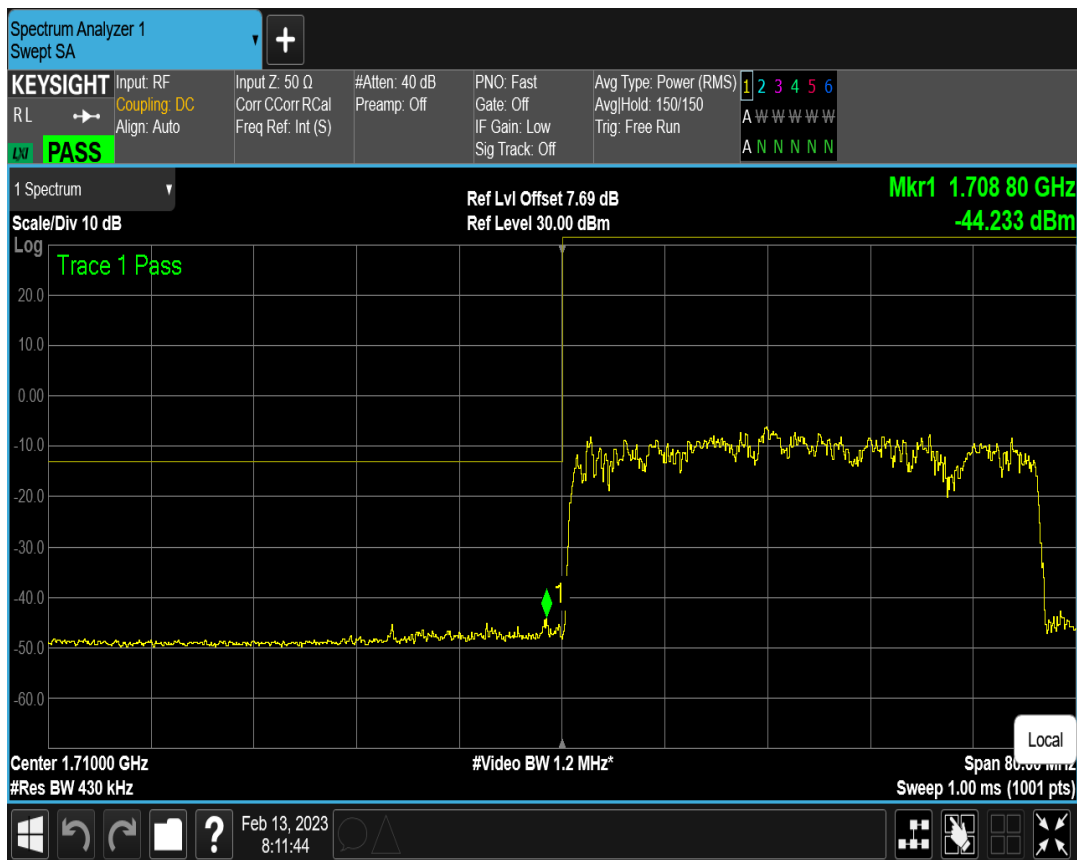 Spectrum Analyzer 1
Swept SA
+
KEYSIGHT
RL
LXI PASS
Input: RF
Coupling: DC
Align: Auto
Input Z: 50 Ω
Corr CCorr RCal
Freq Ref: Int (S)
#Atten: 40 dB
Preamp: Off
PNO: Fast
Gate: Off
IF Gain: Low
Sig Track: Off
Avg Type: Power (RMS)
Avg|Hold: 150/150
Trig: Free Run
1 2 3 4 5 6
A W W W W W
A N N N N N
1 Spectrum
Scale/Div 10 dB
Ref Lvl Offset 7.69 dB
Ref Level 30.00 dBm
Mkr1 1.708 80 GHz
-44.233 dBm
Log
Trace 1 Pass
20.0
10.0
0.00
-10.0
-20.0
-30.0
-40.0
-50.0
-60.0
1
Local
Center 1.71000 GHz
#Res BW 430 kHz
#Video BW 1.2 MHz*
Span 80.00 MHz
Sweep 1.00 ms (1001 pts)
?
Feb 13, 2023
8:11:44